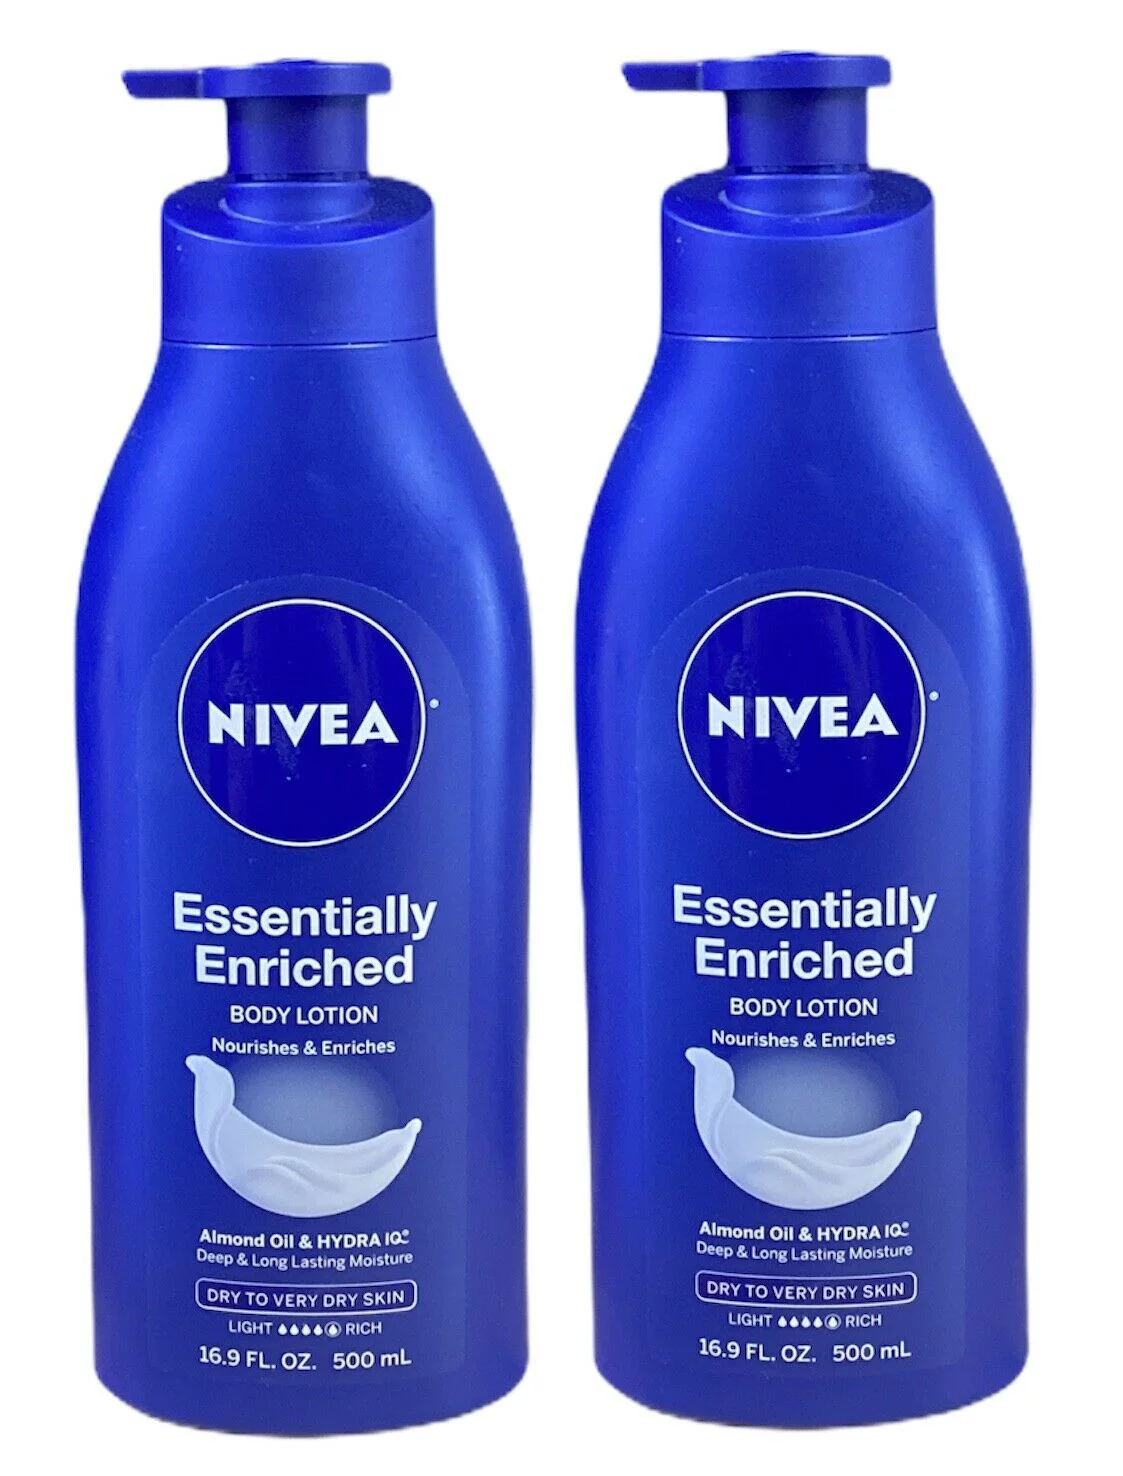 NIVEA
Essentially
Enriched
BODY LOTION
Nourishes & Enriches
Almond Oil & HYDRA IQ®
Deep & Long Lasting Moisture
DRY TO VERY DRY SKIN
LIGHT RICH
16.9 FL. OZ. 500 mL
NIVEA
Essentially
Enriched
BODY LOTION
Nourishes & Enriches
Almond Oil & HYDRA IQ®
Deep & Long Lasting Moisture
DRY TO VERY DRY SKIN
LIGHT RICH
16.9 FL. OZ. 500 mL